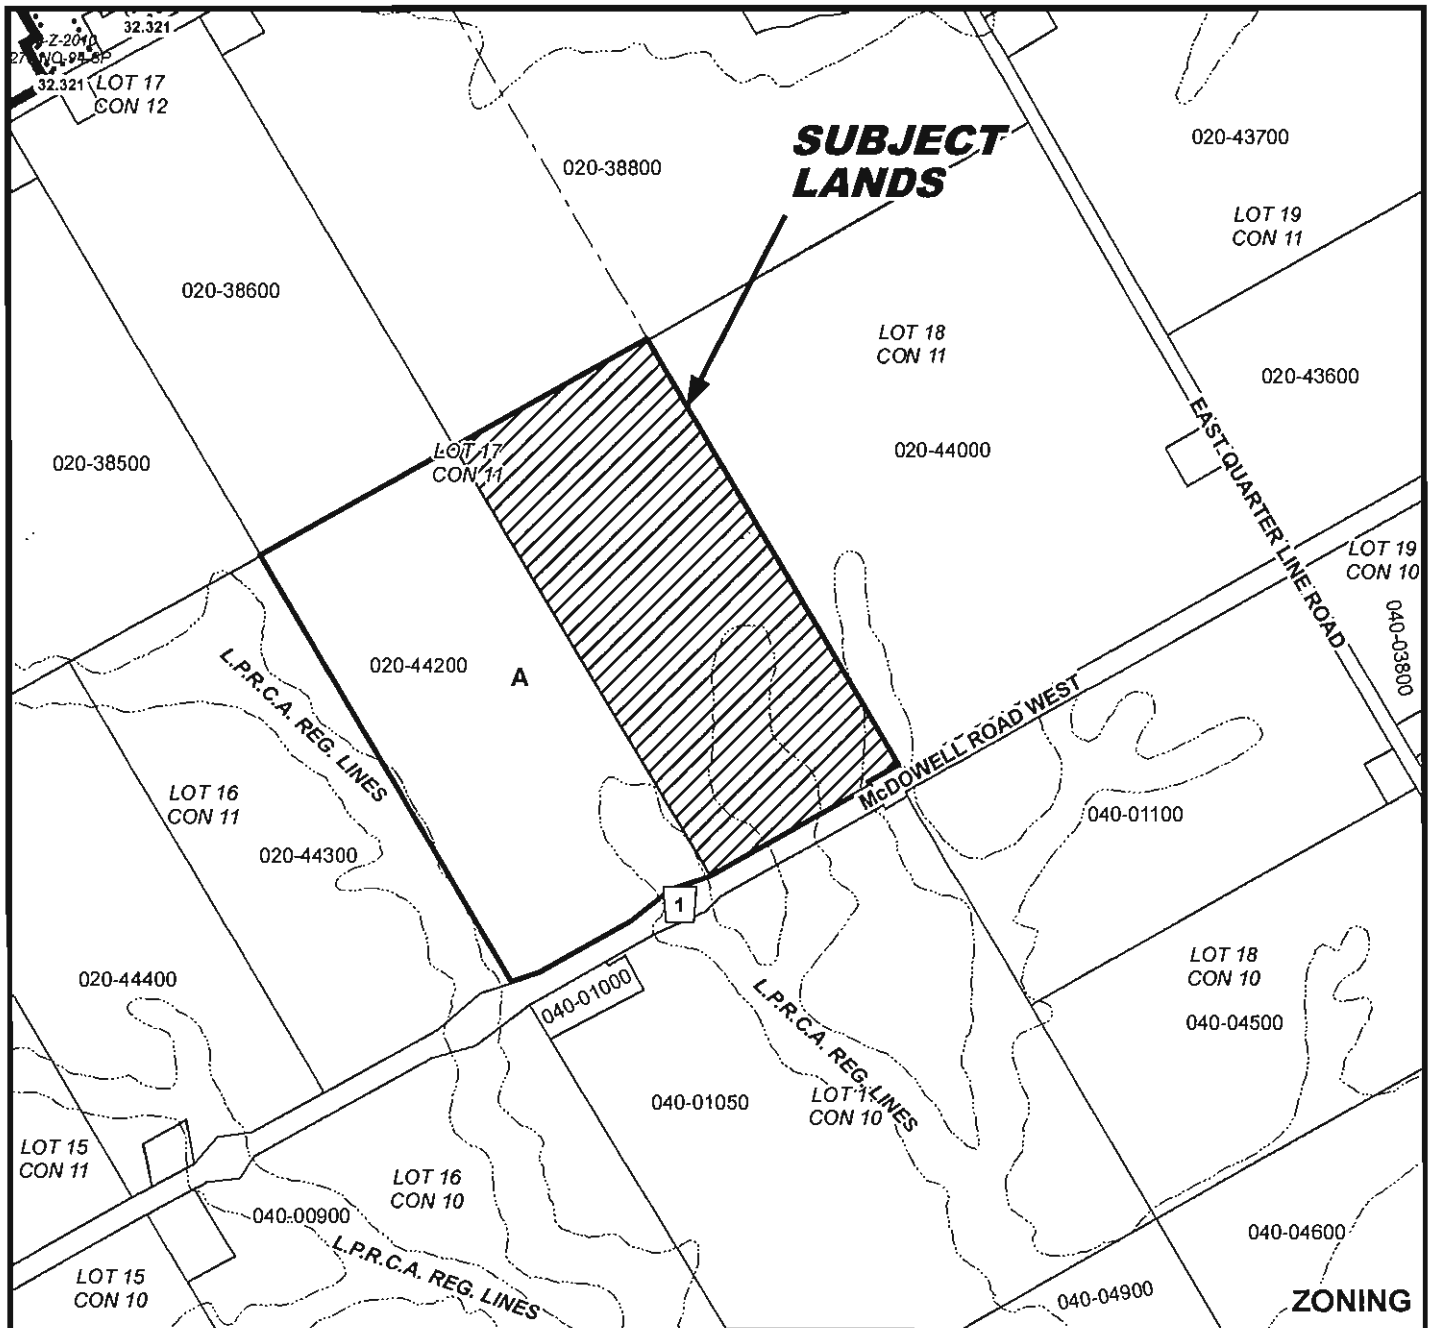 32.321
-Z-2010
NO-94-SP
32.321
LOT 17
CON 12
020-38800
SUBJECT
LANDS
020-43700
LOT 19
CON 11
020-38600
LOT 18
CON 11
020-43600
020-38500
LOT 17
CON 11
020-44000
EAST QUARTER LINE ROAD
LOT 19
CON 10
040-03800
020-44200
A
L.P.R.C.A. REG. LINES
McDOWELL ROAD WEST
LOT 16
CON 11
020-44300
040-01100
1
020-44400
040-01000
L.P.R.C.A. REG. LINES
LOT 18
CON 10
040-04500
040-01050
LOT 1
CON 10
LOT 15
CON 11
LOT 16
CON 10
040-00900
L.P.R.C.A. REG. LINES
040-04600
LOT 15
CON 10
040-04900
ZONING